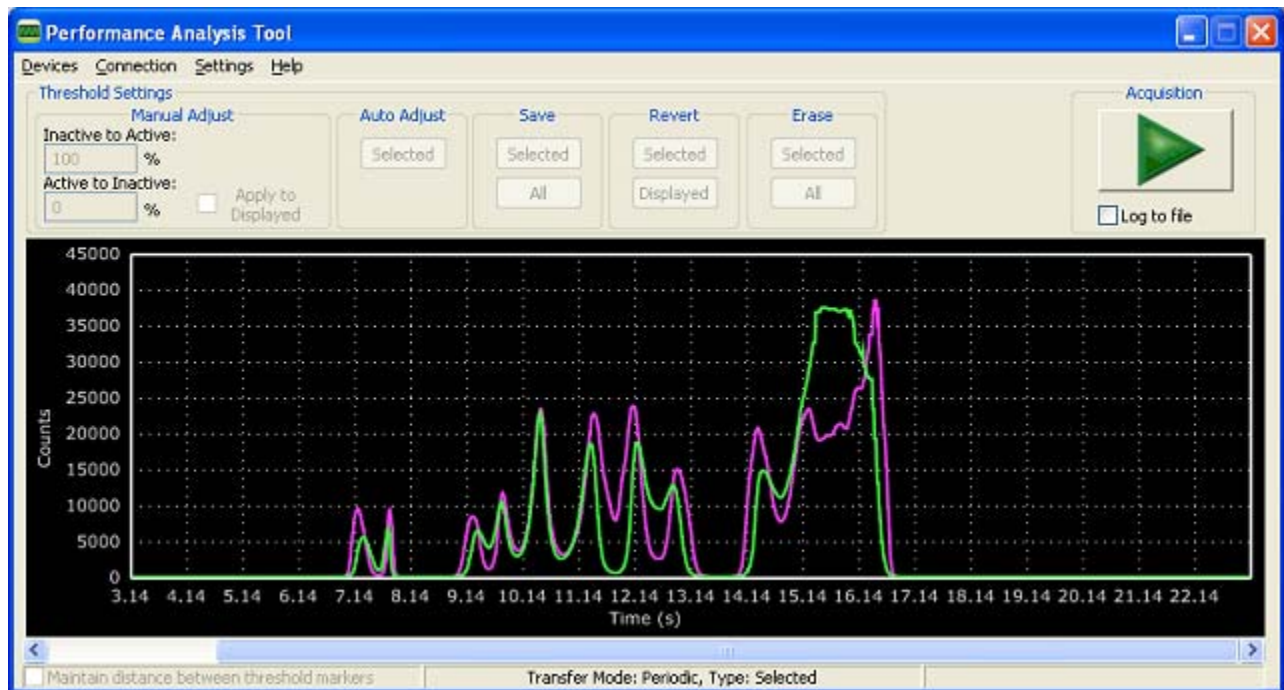 Performance Analysis Tool
Devices Connection Settings Help
Threshold Settings
Manual Adjust
Inactive to Active:
100 %
Active to Inactive:
0 %
Apply to
Displayed
Auto Adjust
Selected
Save
Selected
All
Revert
Selected
Displayed
Erase
Selected
All
Acquisition
Log to file
45000
40000
35000
30000
25000
20000
15000
10000
5000
0
Counts
3.14 4.14 5.14 6.14 7.14 8.14 9.14 10.14 11.14 12.14 13.14 14.14 15.14 16.14 17.14 18.14 19.14 20.14 21.14 22.14
Time (s)
Maintain distance between threshold markers
Transfer Mode: Periodic, Type: Selected